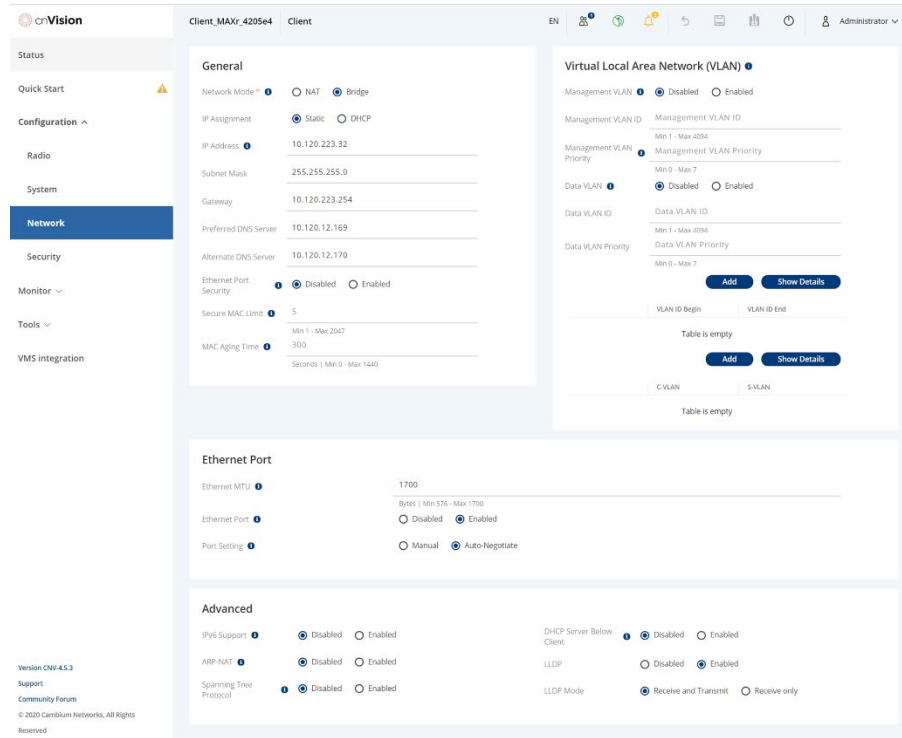 cnVision
Client_MAXr_4205e4 Client
EN
Administrator
Status
Quick Start
Configuration
Radio
System
Network
Security
Monitor
Tools
VMS integration
Version CNV-4.5.3
Support
Community Forum
© 2020 Cambium Networks, All Rights
Reserved
General
Network Mode * NAT Bridge
IP Assignment Static DHCP
IP Address 10.120.223.32
Subnet Mask 255.255.255.0
Gateway 10.120.223.254
Preferred DNS Server 10.120.12.169
Alternate DNS Server 10.120.12.170
Ethernet Port
Security Disabled Enabled
Secure MAC Limit 5
Min 1 - Max 2047
MAC Aging Time 300
Seconds | Min 0 - Max 1440
Virtual Local Area Network (VLAN)
Management VLAN Disabled Enabled
Management VLAN ID Management VLAN ID
Min 1 - Max 4094
Management VLAN
Priority Management VLAN Priority
Min 0 - Max 7
Data VLAN Disabled Enabled
Data VLAN ID Data VLAN ID
Min 1 - Max 4094
Data VLAN Priority Data VLAN Priority
Min 0 - Max 7
Add Show Details
VLAN ID Begin VLAN ID End
Table is empty
Add Show Details
C-VLAN S-VLAN
Table is empty
Ethernet Port
Ethernet MTU 1700
Bytes | Min 576 - Max 1700
Ethernet Port Disabled Enabled
Port Setting Manual Auto-Negotiate
Advanced
IPv6 Support Disabled Enabled
ARP-NAT Disabled Enabled
Spanning Tree
Protocol Disabled Enabled
DHCP Server Below
Client Disabled Enabled
LLDP Disabled Enabled
LLDP Mode Receive and Transmit Receive only